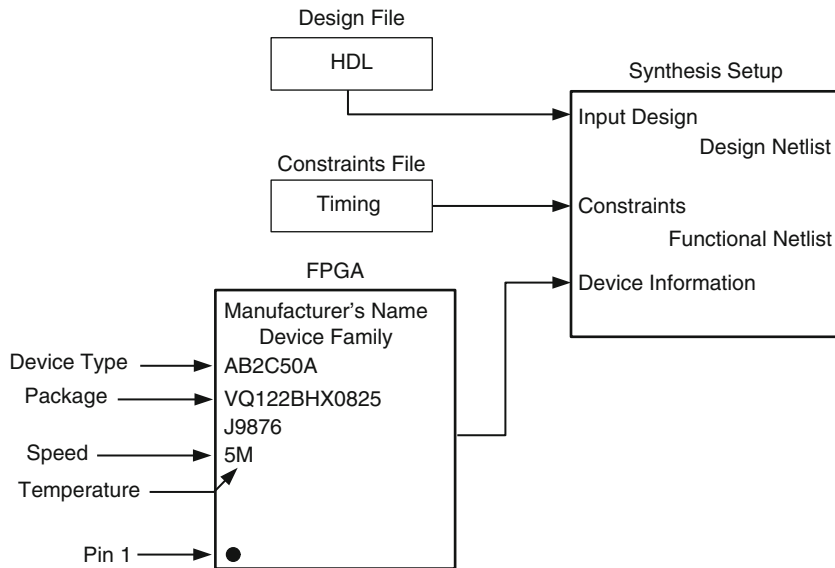 Design File
HDL
Synthesis Setup
Input Design
Design Netlist
Constraints File
Timing
Constraints
Functional Netlist
FPGA
Device Information
Manufacturer's Name
Device Family
Device Type
AB2C50A
Package
VQ122BHX0825
J9876
Speed
5M
Temperature
Pin 1